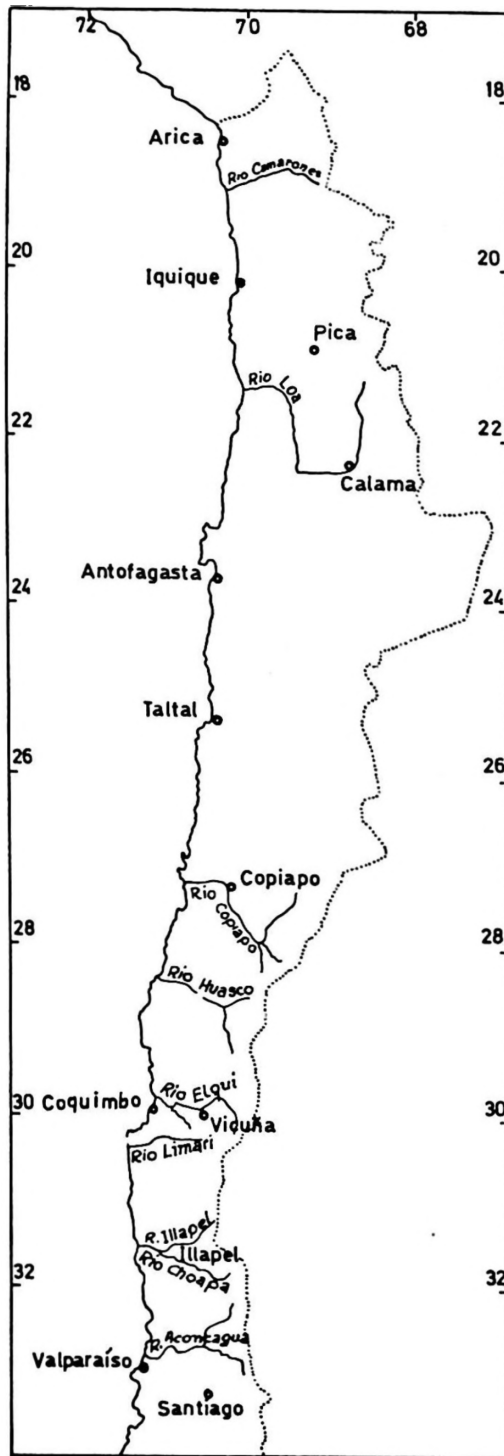 72 70 68
18 18
Arica
Rio Camarones
20 20
Iquique
Pica
Rio Loa
22 22
Calama
Antofagasta
24 24
Taltal
26 26
Copiapo
Rio Copiapo
28 28
Rio Huasco
Rio Elqui
Coquimbo
30 30
Vicuña
Rio Limari
R. Illapel
Illapel
Rio Choapa
32 32
R. Aconcagua
Valparaíso
Santiago